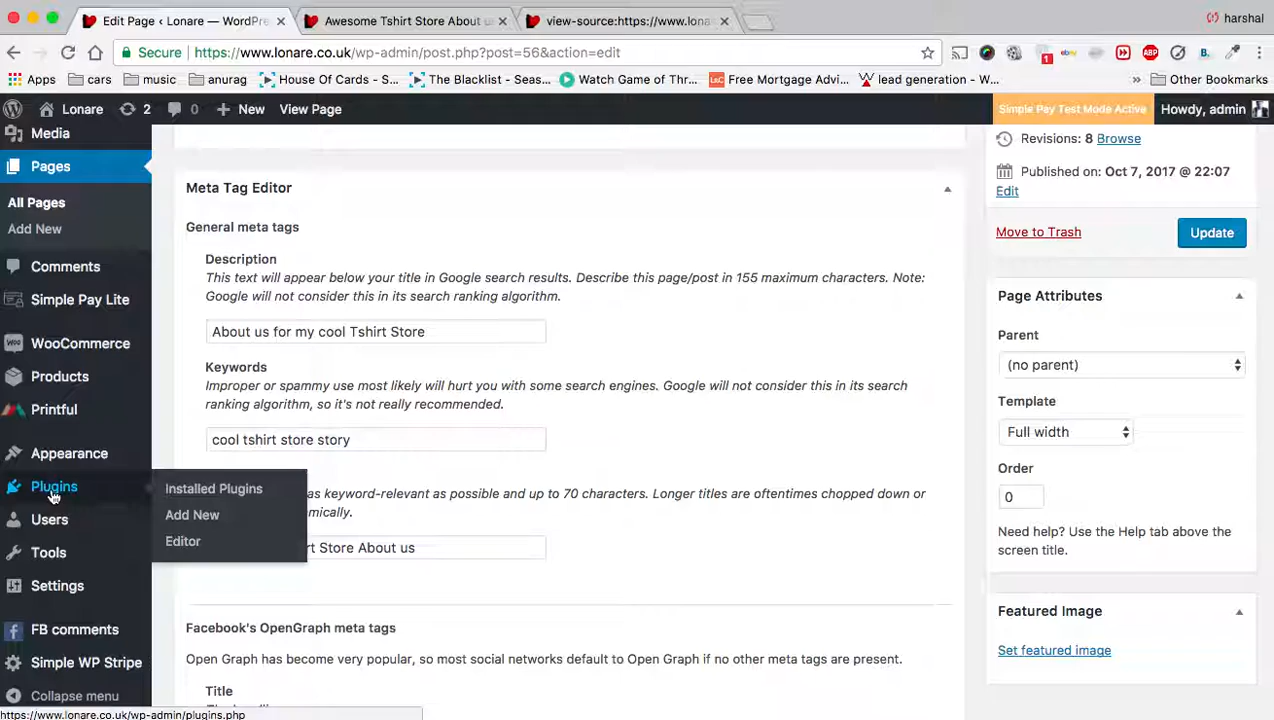 Edit Page ‹ Lonare — WordPre
Awesome Tshirt Store About us
view-source:https://www.lona
harshal
Secure
https://www.lonare.co.uk/wp-admin/post.php?post=56&action=edit
Apps
cars
music
anurag
House Of Cards - S...
The Blacklist - Seas...
Watch Game of Thr...
Free Mortgage Advi...
lead generation - W...
»
Other Bookmarks
Lonare
2
0
New
View Page
Simple Pay Test Mode Active
Howdy, admin
Media
Pages
All Pages
Add New
Comments
Simple Pay Lite
WooCommerce
Products
Printful
Appearance
Plugins
Users
Tools
Settings
FB comments
Simple WP Stripe
Collapse menu
Installed Plugins
Add New
Editor
Meta Tag Editor
General meta tags
Description
This text will appear below your title in Google search results. Describe this page/post in 155 maximum characters. Note:
Google will not consider this in its search ranking algorithm.
About us for my cool Tshirt Store
Keywords
Improper or spammy use most likely will hurt you with some search engines. Google will not consider this in its search
ranking algorithm, so it's not really recommended.
cool tshirt store story
as keyword-relevant as possible and up to 70 characters. Longer titles are oftentimes chopped down or
rt Store About us
Facebook's OpenGraph meta tags
Open Graph has become very popular, so most social networks default to Open Graph if no other meta tags are present.
Title
Revisions: 8 Browse
Published on: Oct 7, 2017 @ 22:07
Edit
Move to Trash
Update
Page Attributes
Parent
(no parent)
Template
Full width
Order
0
Need help? Use the Help tab above the
screen title.
Featured Image
Set featured image
https://www.lonare.co.uk/wp-admin/plugins.php